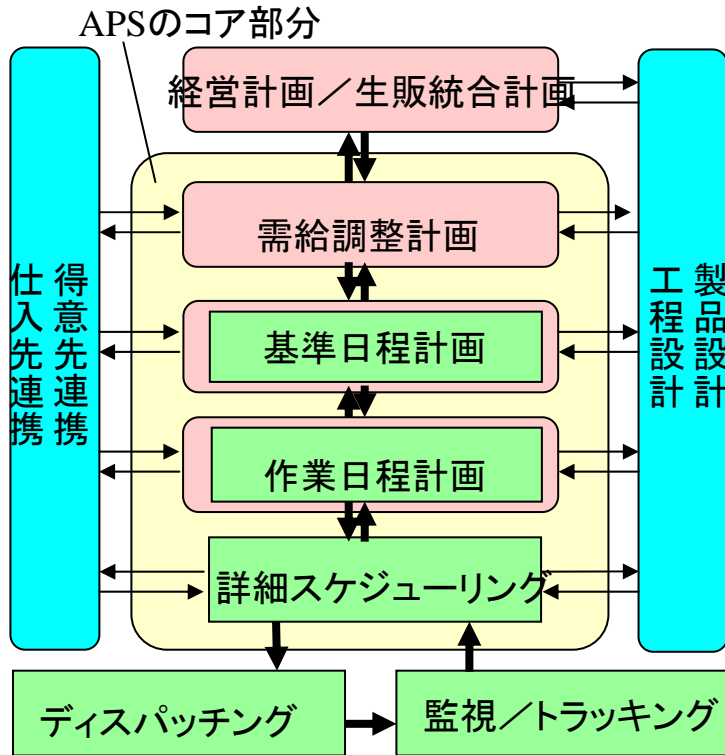 APSのコア部分
経営計画／生販統合計画
需給調整計画
基準日程計画
作業日程計画
詳細スケジューリング
得意先連携
仕入先連携
製品設計
工程設計
ディスパッチング
監視／トラッキング